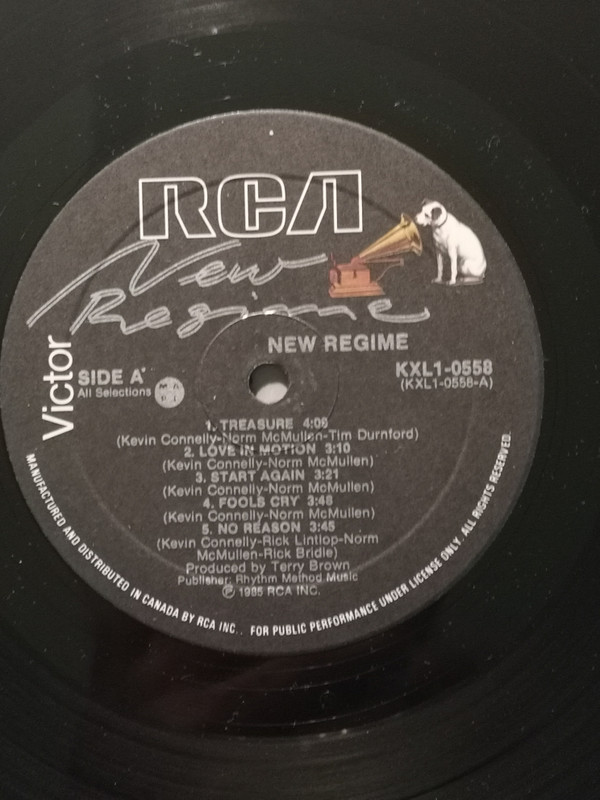 RCA
New
Regime
NEW REGIME
Victor
SIDE A
All Selections
KXL1-0558
(KXL1-0558-A)
1. TREASURE 4:06
(Kevin Connelly-Norm McMullen-Tim Durnford)
2. LOVE IN MOTION 3:10
(Kevin Connelly-Norm McMullen)
3. START AGAIN 3:21
(Kevin Connelly-Norm McMullen)
4. FOOLS CRY 3:48
(Kevin Connelly-Norm McMullen)
5. NO REASON 3:45
(Kevin Connelly-Rick Lintlop-Norm
McMullen-Rick Bridle)
Produced by Terry Brown
Publisher: Rhythm Method Music
℗ 1985 RCA INC.
MANUFACTURED AND DISTRIBUTED IN CANADA BY RCA INC.. FOR PUBLIC PERFORMANCE UNDER LICENSE ONLY. ALL RIGHTS RESERVED.